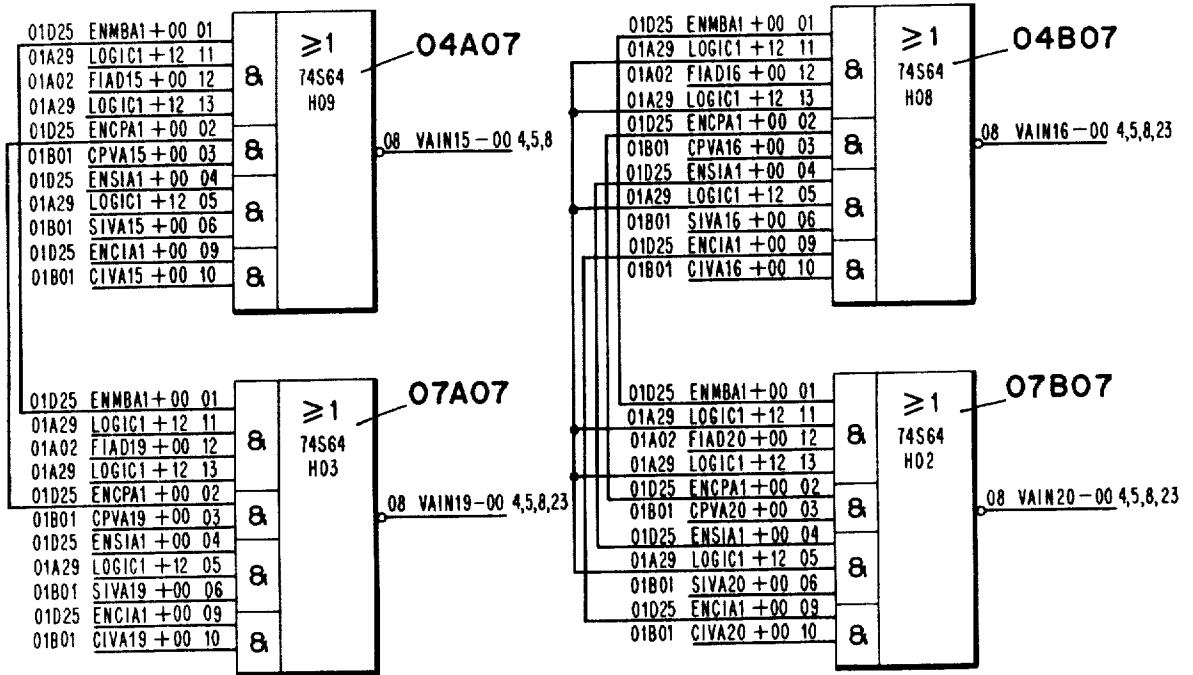 01D25 ENMBA1+00 01
01A29 LOGIC1+12 11
01A02 FIAD15+00 12
01A29 LOGIC1+12 13
01D25 ENCPA1+00 02
01B01 CPVA15+00 03
01D25 ENSIA1+00 04
01A29 LOGIC1+12 05
01B01 SIVA15+00 06
01D25 ENCIA1+00 09
01B01 CIVA15+00 10
&
&
&
&
≥1
74S64
H09
04A07
08 VAIN15-00 4,5,8
01D25 ENMBA1+00 01
01A29 LOGIC1+12 11
01A02 FIAD16+00 12
01A29 LOGIC1+12 13
01D25 ENCPA1+00 02
01B01 CPVA16+00 03
01D25 ENSIA1+00 04
01A29 LOGIC1+12 05
01B01 SIVA16+00 06
01D25 ENCIA1+00 09
01B01 CIVA16+00 10
&
&
&
&
≥1
74S64
H08
04B07
08 VAIN16-00 4,5,8,23
01D25 ENMBA1+00 01
01A29 LOGIC1+12 11
01A02 FIAD19+00 12
01A29 LOGIC1+12 13
01D25 ENCPA1+00 02
01B01 CPVA19+00 03
01D25 ENSIA1+00 04
01A29 LOGIC1+12 05
01B01 SIVA19+00 06
01D25 ENCIA1+00 09
01B01 CIVA19+00 10
&
&
&
&
≥1
74S64
H03
07A07
08 VAIN19-00 4,5,8,23
01D25 ENMBA1+00 01
01A29 LOGIC1+12 11
01A02 FIAD20+00 12
01A29 LOGIC1+12 13
01D25 ENCPA1+00 02
01B01 CPVA20+00 03
01D25 ENSIA1+00 04
01A29 LOGIC1+12 05
01B01 SIVA20+00 06
01D25 ENCIA1+00 09
01B01 CIVA20+00 10
&
&
&
&
≥1
74S64
H02
07B07
08 VAIN20-00 4,5,8,23